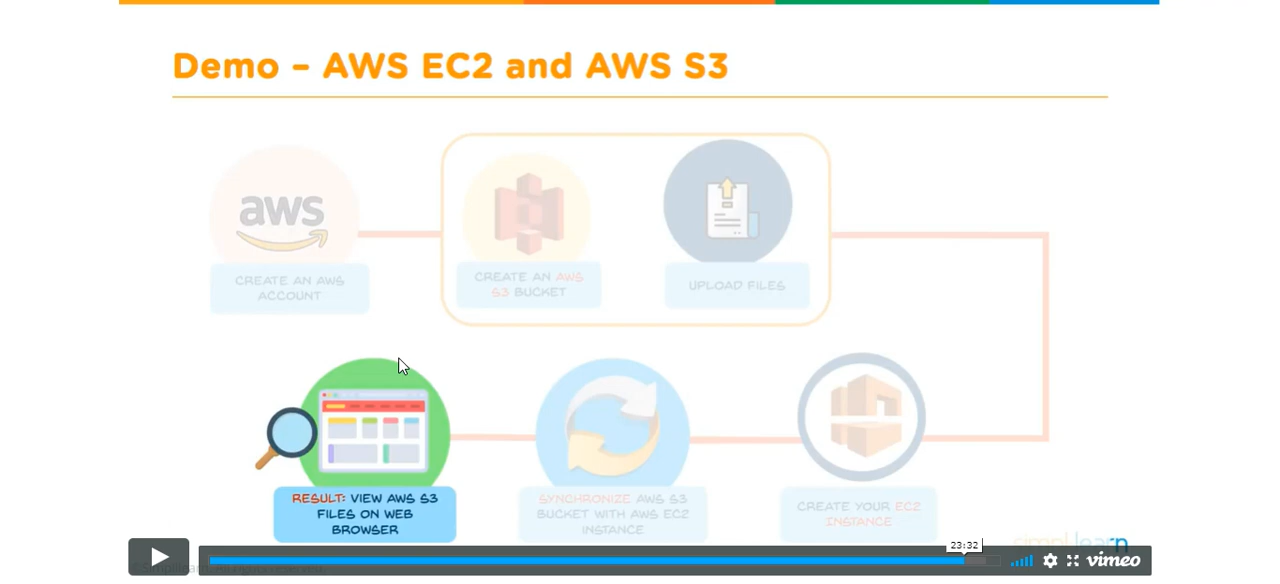 Demo – AWS EC2 and AWS S3
aws
CREATE AN AWS
ACCOUNT
CREATE AN AWS
S3 BUCKET
UPLOAD FILES
RESULT: VIEW AWS S3
FILES ON WEB
BROWSER
SYNCHRONIZE AWS S3
BUCKET WITH AWS EC2
INSTANCE
CREATE YOUR EC2
INSTANCE
simplilearn
23:32
vimeo